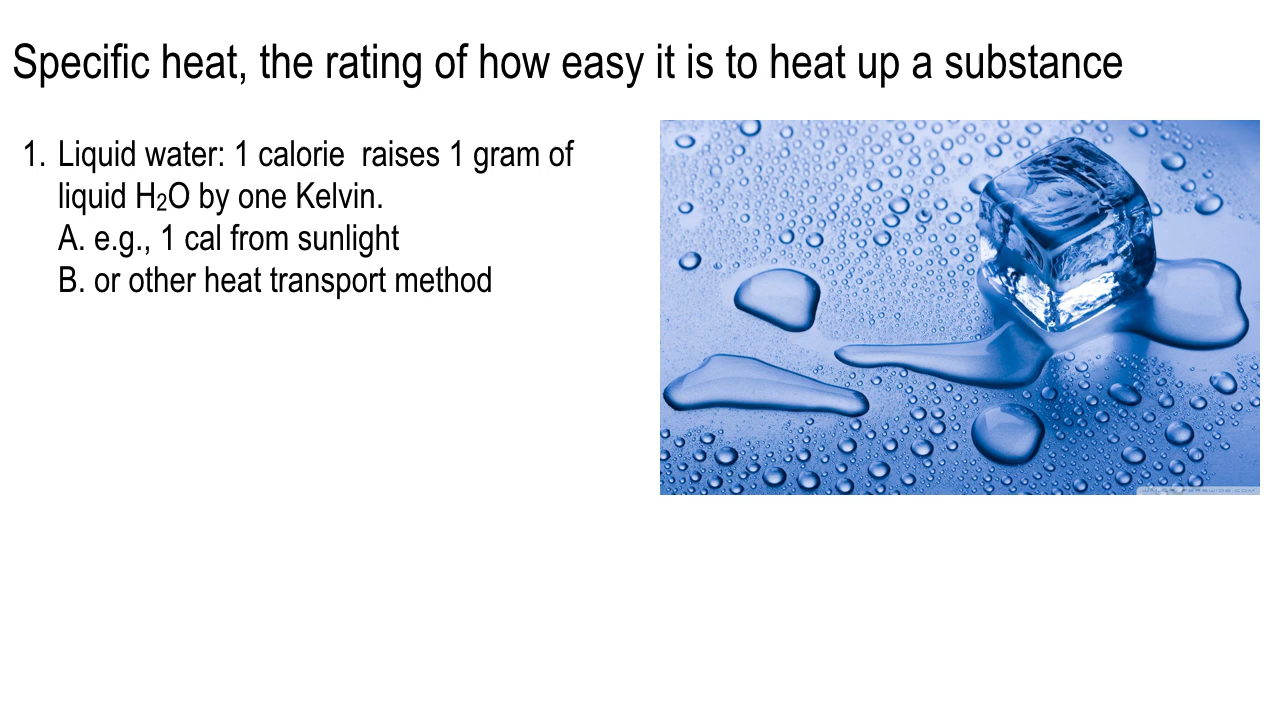 Specific heat, the rating of how easy it is to heat up a substance
1. Liquid water: 1 calorie  raises 1 gram of
liquid H₂O by one Kelvin.
A. e.g., 1 cal from sunlight
B. or other heat transport method